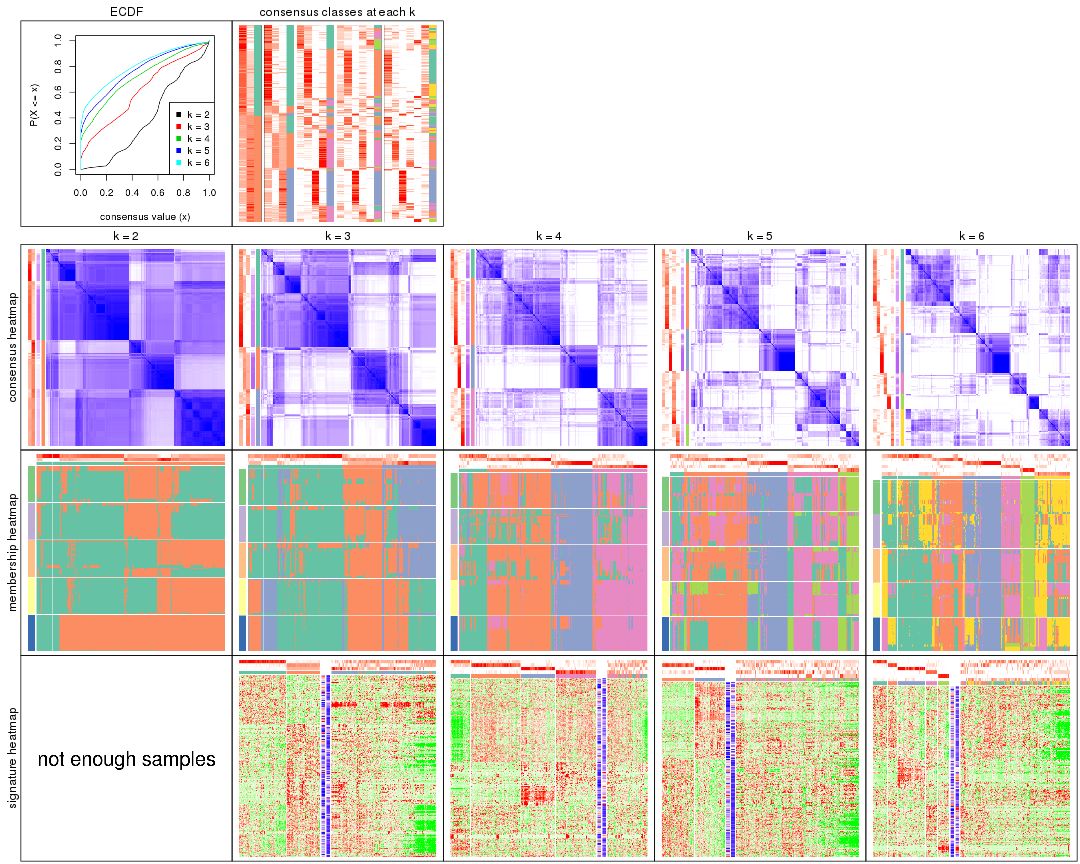 ECDF
consensus classes at each k
P(X <= x)
0.0 0.2 0.4 0.6 0.8 1.0
k = 2
k = 3
k = 4
k = 5
k = 6
0.0 0.2 0.4 0.6 0.8 1.0
consensus value (x)
k = 2 k = 3 k = 4 k = 5 k = 6
consensus heatmap
membership heatmap
signature heatmap
not enough samples